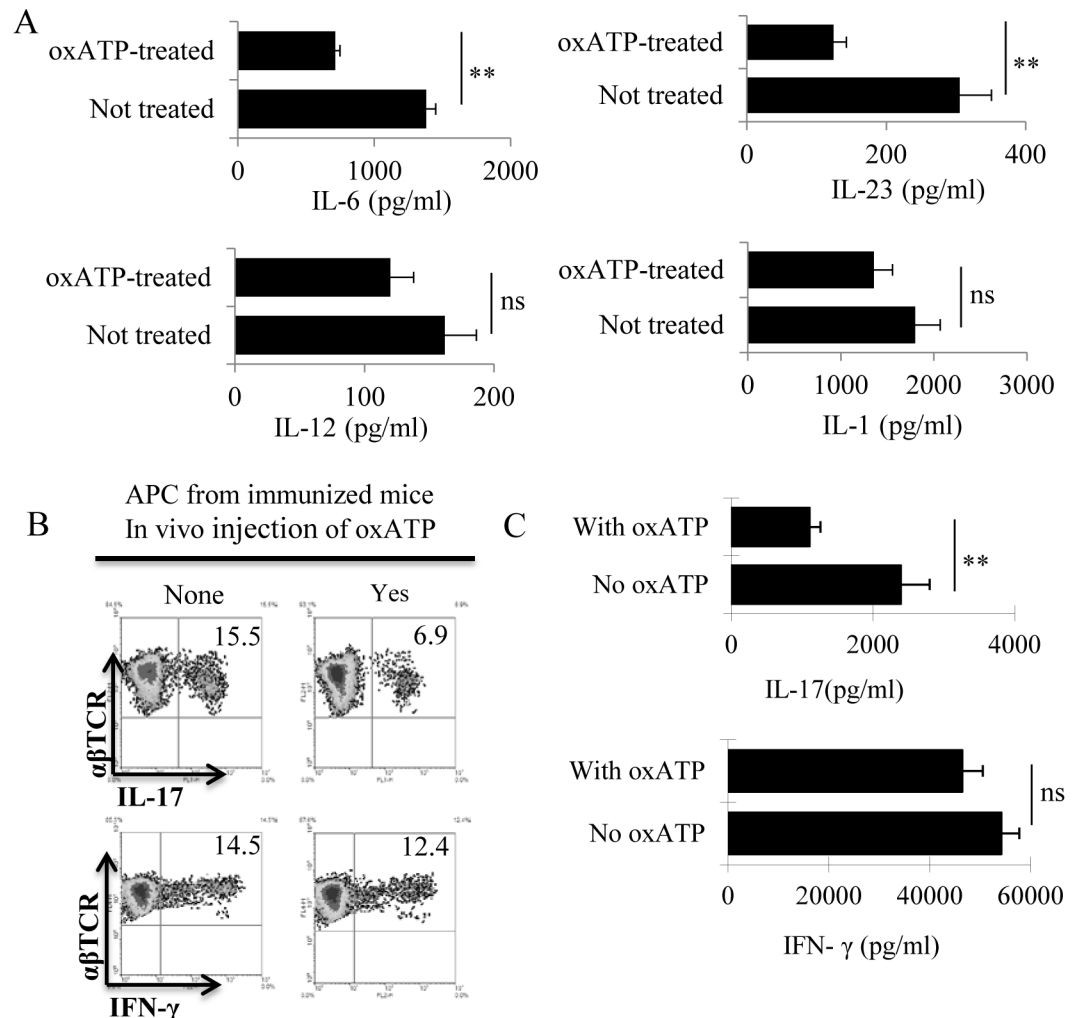 A
oxATP-treated
Not treated
**
0 1000 2000
IL-6 (pg/ml)
oxATP-treated
Not treated
**
0 200 400
IL-23 (pg/ml)
oxATP-treated
Not treated
ns
0 100 200
IL-12 (pg/ml)
oxATP-treated
Not treated
ns
0 1000 2000 3000
IL-1 (pg/ml)
B
APC from immunized mice
In vivo injection of oxATP
None Yes
15.5 6.9
αβTCR
IL-17
14.5 12.4
αβTCR
IFN-γ
C
With oxATP
No oxATP
**
0 2000 4000
IL-17(pg/ml)
With oxATP
No oxATP
ns
0 20000 40000 60000
IFN- γ (pg/ml)